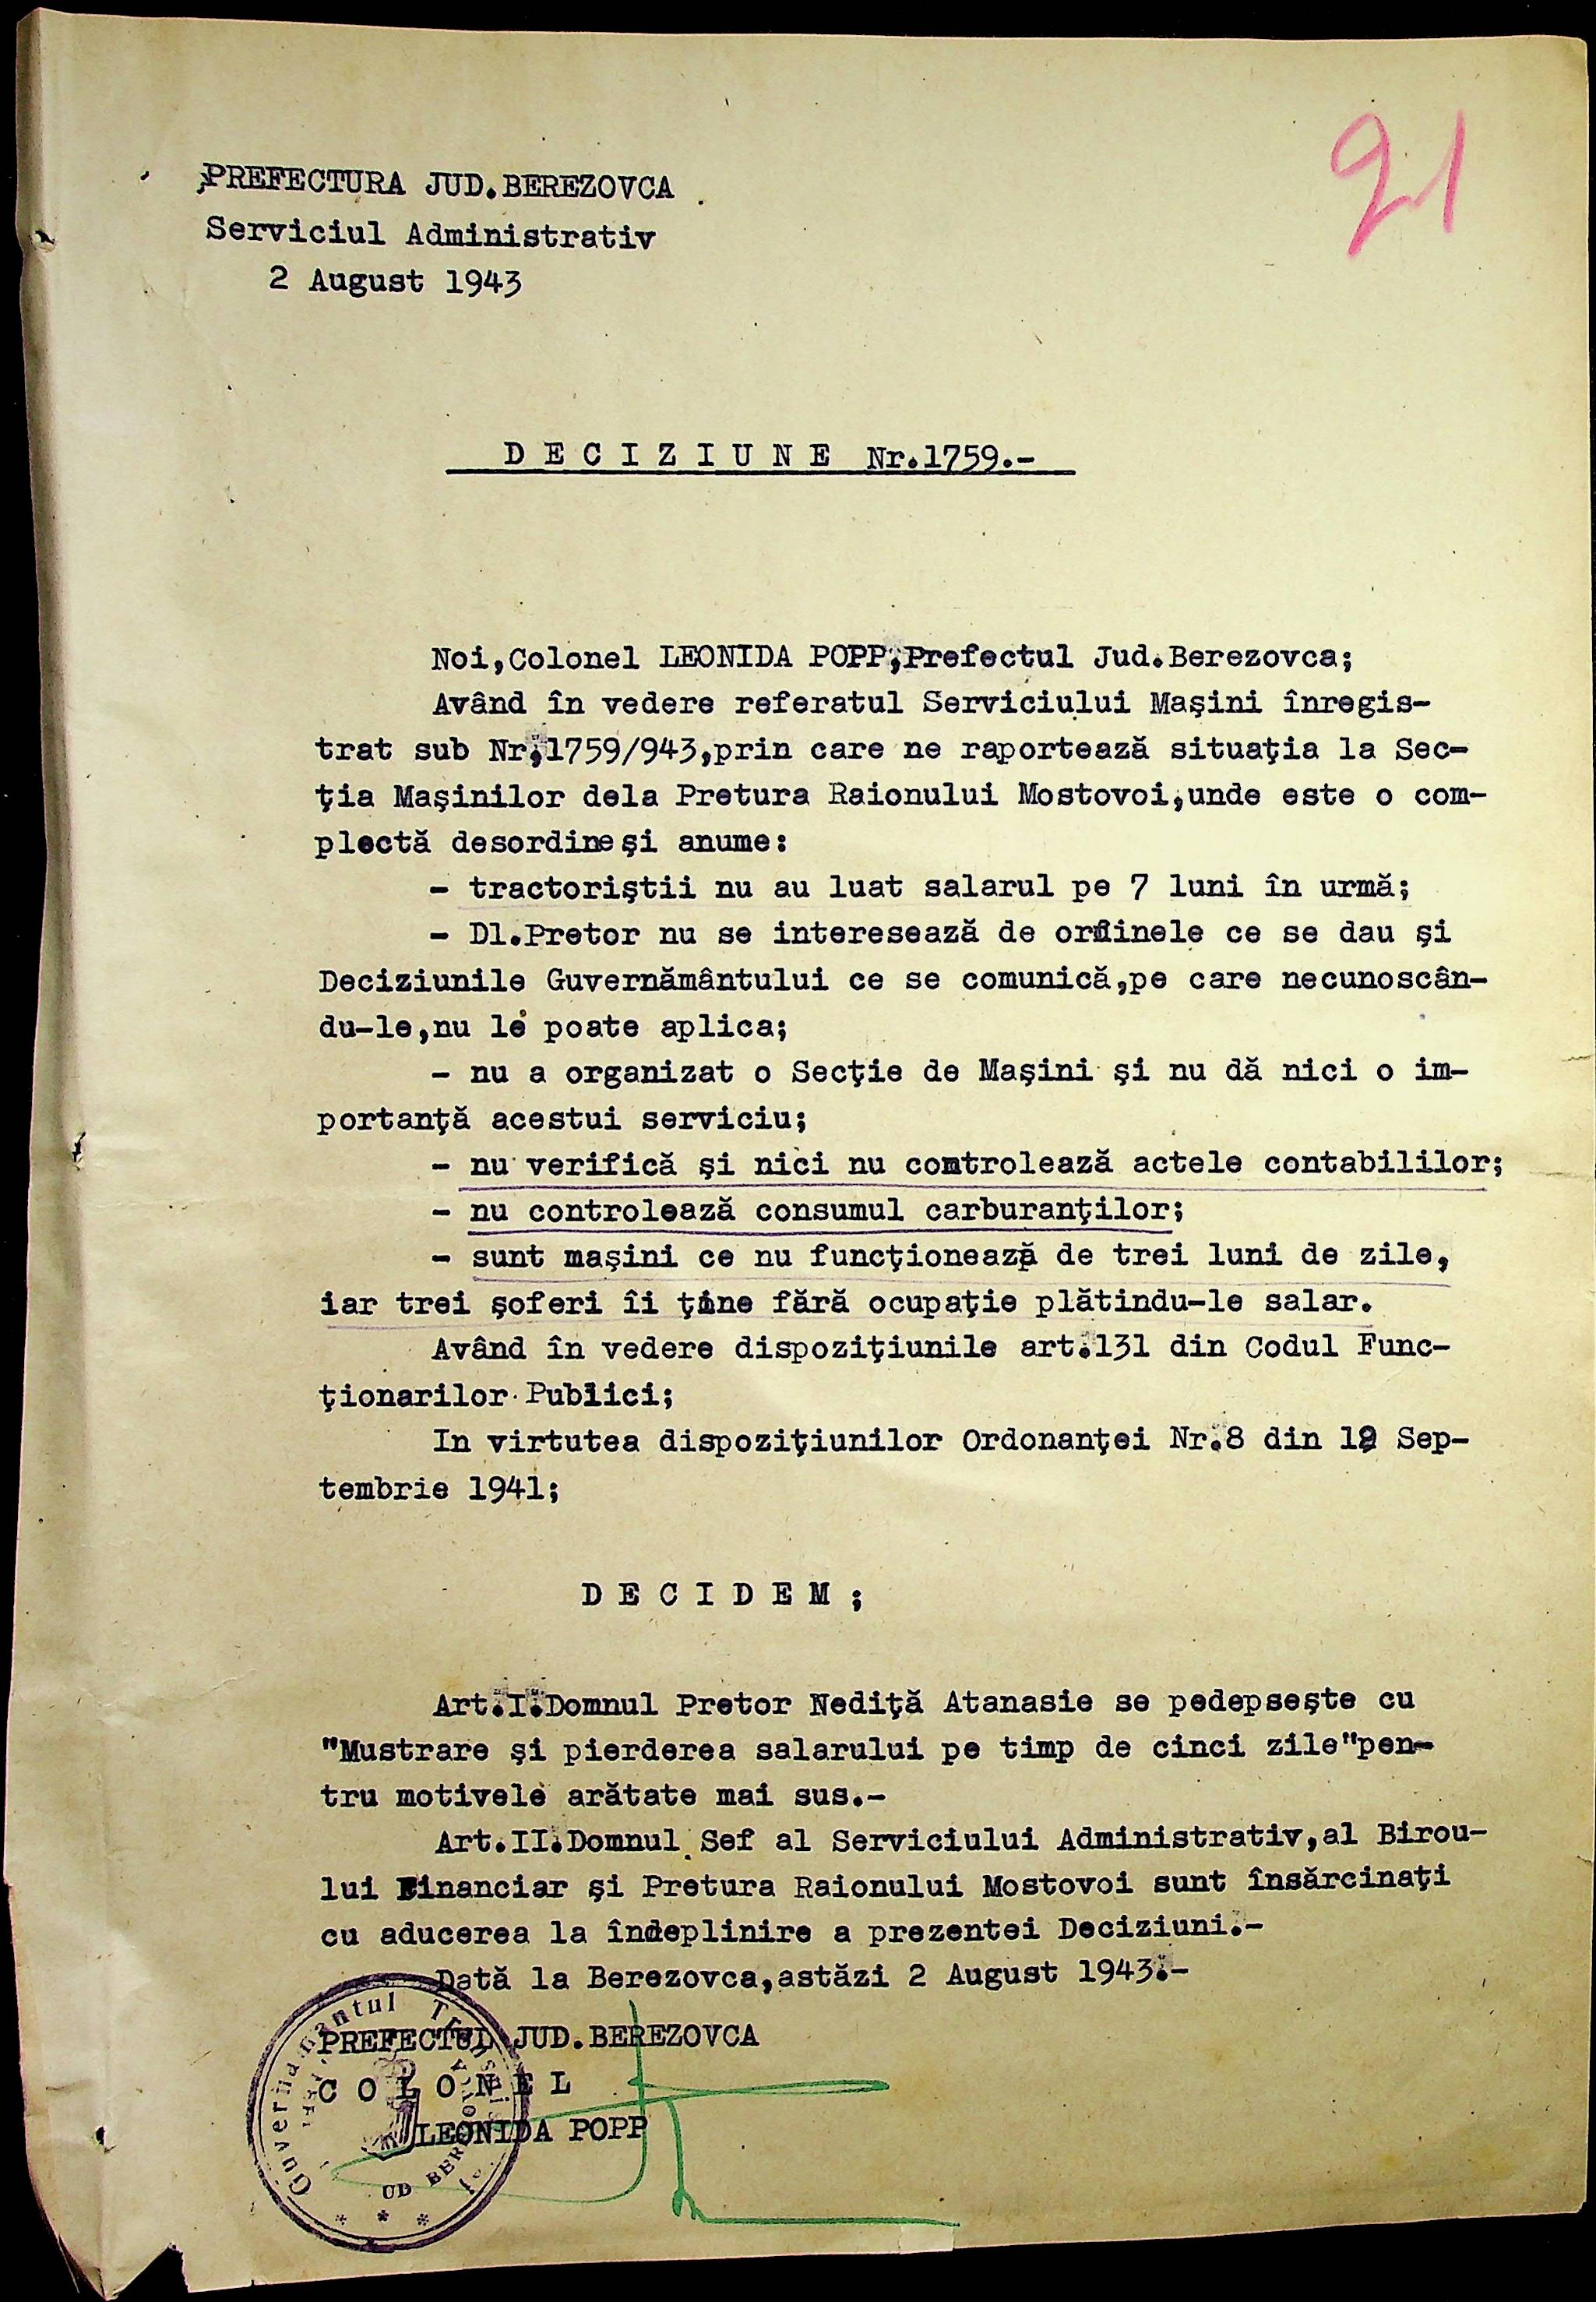 21
PREFECTURA JUD.BEREZOVCA
Serviciul Administrativ
2 August 1943
D E C I Z I U N E Nr.1759.-
Noi,Colonel LEONIDA POPP,Prefectul Jud.Berezovca;
Având în vedere referatul Serviciului Maşini înregis-
trat sub Nr.1759/943,prin care ne raportează situaţia la Sec-
ţia Maşinilor dela Pretura Raionului Mostovoi,unde este o com-
plectă desordine şi anume:
- tractoriştii nu au luat salarul pe 7 luni în urmă;
- Dl.Pretor nu se interesează de ordinele ce se dau şi
Deciziunile Guvernământului ce se comunică,pe care necunoscân-
du-le,nu le poate aplica;
- nu a organizat o Secţie de Maşini şi nu dă nici o im-
portanţă acestui serviciu;
- nu verifică şi nici nu controlează actele contabililor;
- nu controlează consumul carburanţilor;
- sunt maşini ce nu funcţionează de trei luni de zile,
iar trei şoferi îi ţine fără ocupaţie plătindu-le salar.
Având în vedere dispoziţiunile art.131 din Codul Func-
ţionarilor Publici;
In virtutea dispoziţiunilor Ordonanţei Nr.8 din Sep-
tembrie 1941;
D E C I D E M ;
Art.I.Domnul Pretor Nediţă Atanasie se pedepseşte cu
"Mustrare şi pierderea salarului pe timp de cinci zile"pen-
tru motivele arătate mai sus.-
Art.II.Domnul Sef al Serviciului Administrativ,al Birou-
lui Financiar şi Pretura Raionului Mostovoi sunt însărcinaţi
cu aducerea la îndeplinire a prezentei Deciziuni.-
Dată la Berezovca,astăzi 2 August 1943.-
PREFECTUL JUD.BEREZOVCA
C O L O N E L
LEONIDA POPP